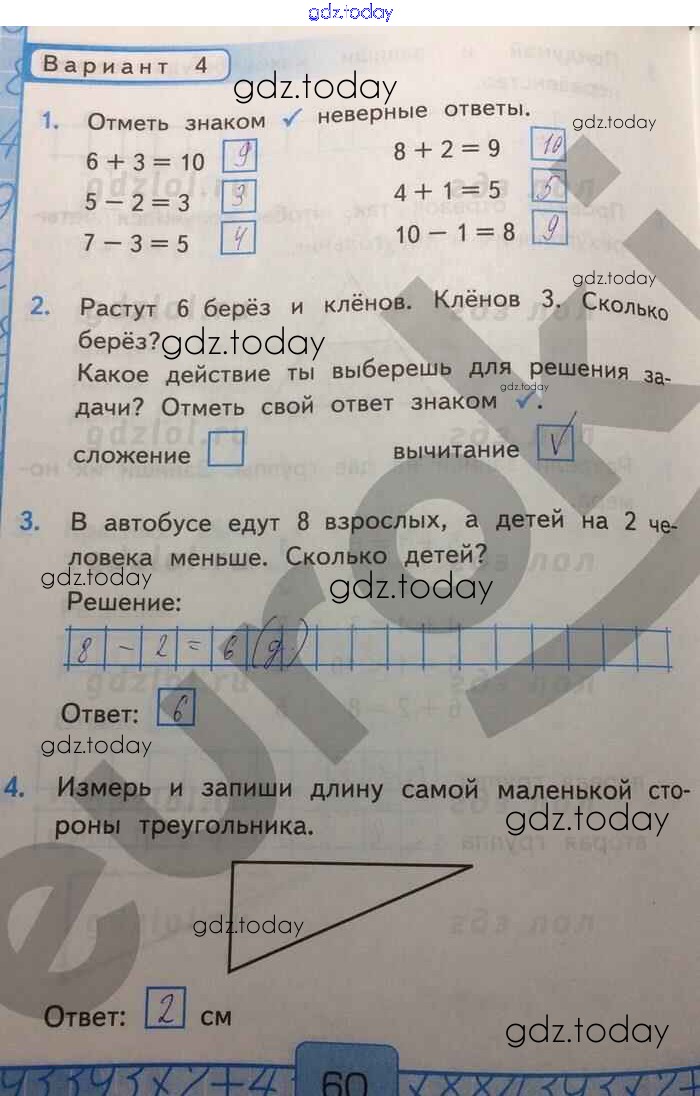 gdz.today
Вариант 4
gdz.today
1. Отметь знаком ✓ неверные ответы.
gdz.today
6 + 3 = 10 9 8 + 2 = 9 10
5 − 2 = 3 3 4 + 1 = 5 5
7 − 3 = 5 4 10 − 1 = 8 9
gdz.today
2. Растут 6 берёз и клёнов. Клёнов 3. Сколько
берёз?
gdz.today
Какое действие ты выберешь для решения за-
gdz.today
дачи? Отметь свой ответ знаком ✓.
сложение вычитание V
3. В автобусе едут 8 взрослых, а детей на 2 че-
ловека меньше. Сколько детей?
gdz.today gdz.today
Решение:
8 − 2 = 6 (д.)
Ответ: 6
gdz.today
4. Измерь и запиши длину самой маленькой сто-
роны треугольника.
gdz.today
gdz.today
Ответ: 2 см
gdz.today
60
euroki